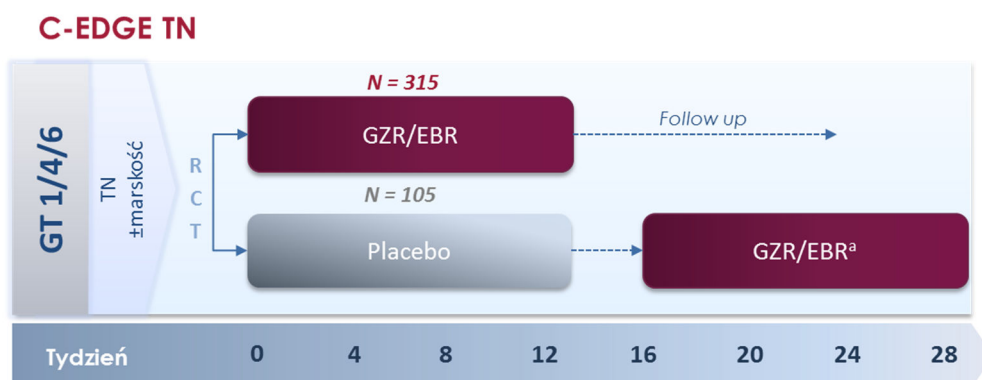 C-EDGE TN
N = 315
GZR/EBR
Follow up
GT 1/4/6
TN
±marskość
R
C
T
N = 105
Placebo
GZR/EBRᵃ
Tydzień 0 4 8 12 16 20 24 28